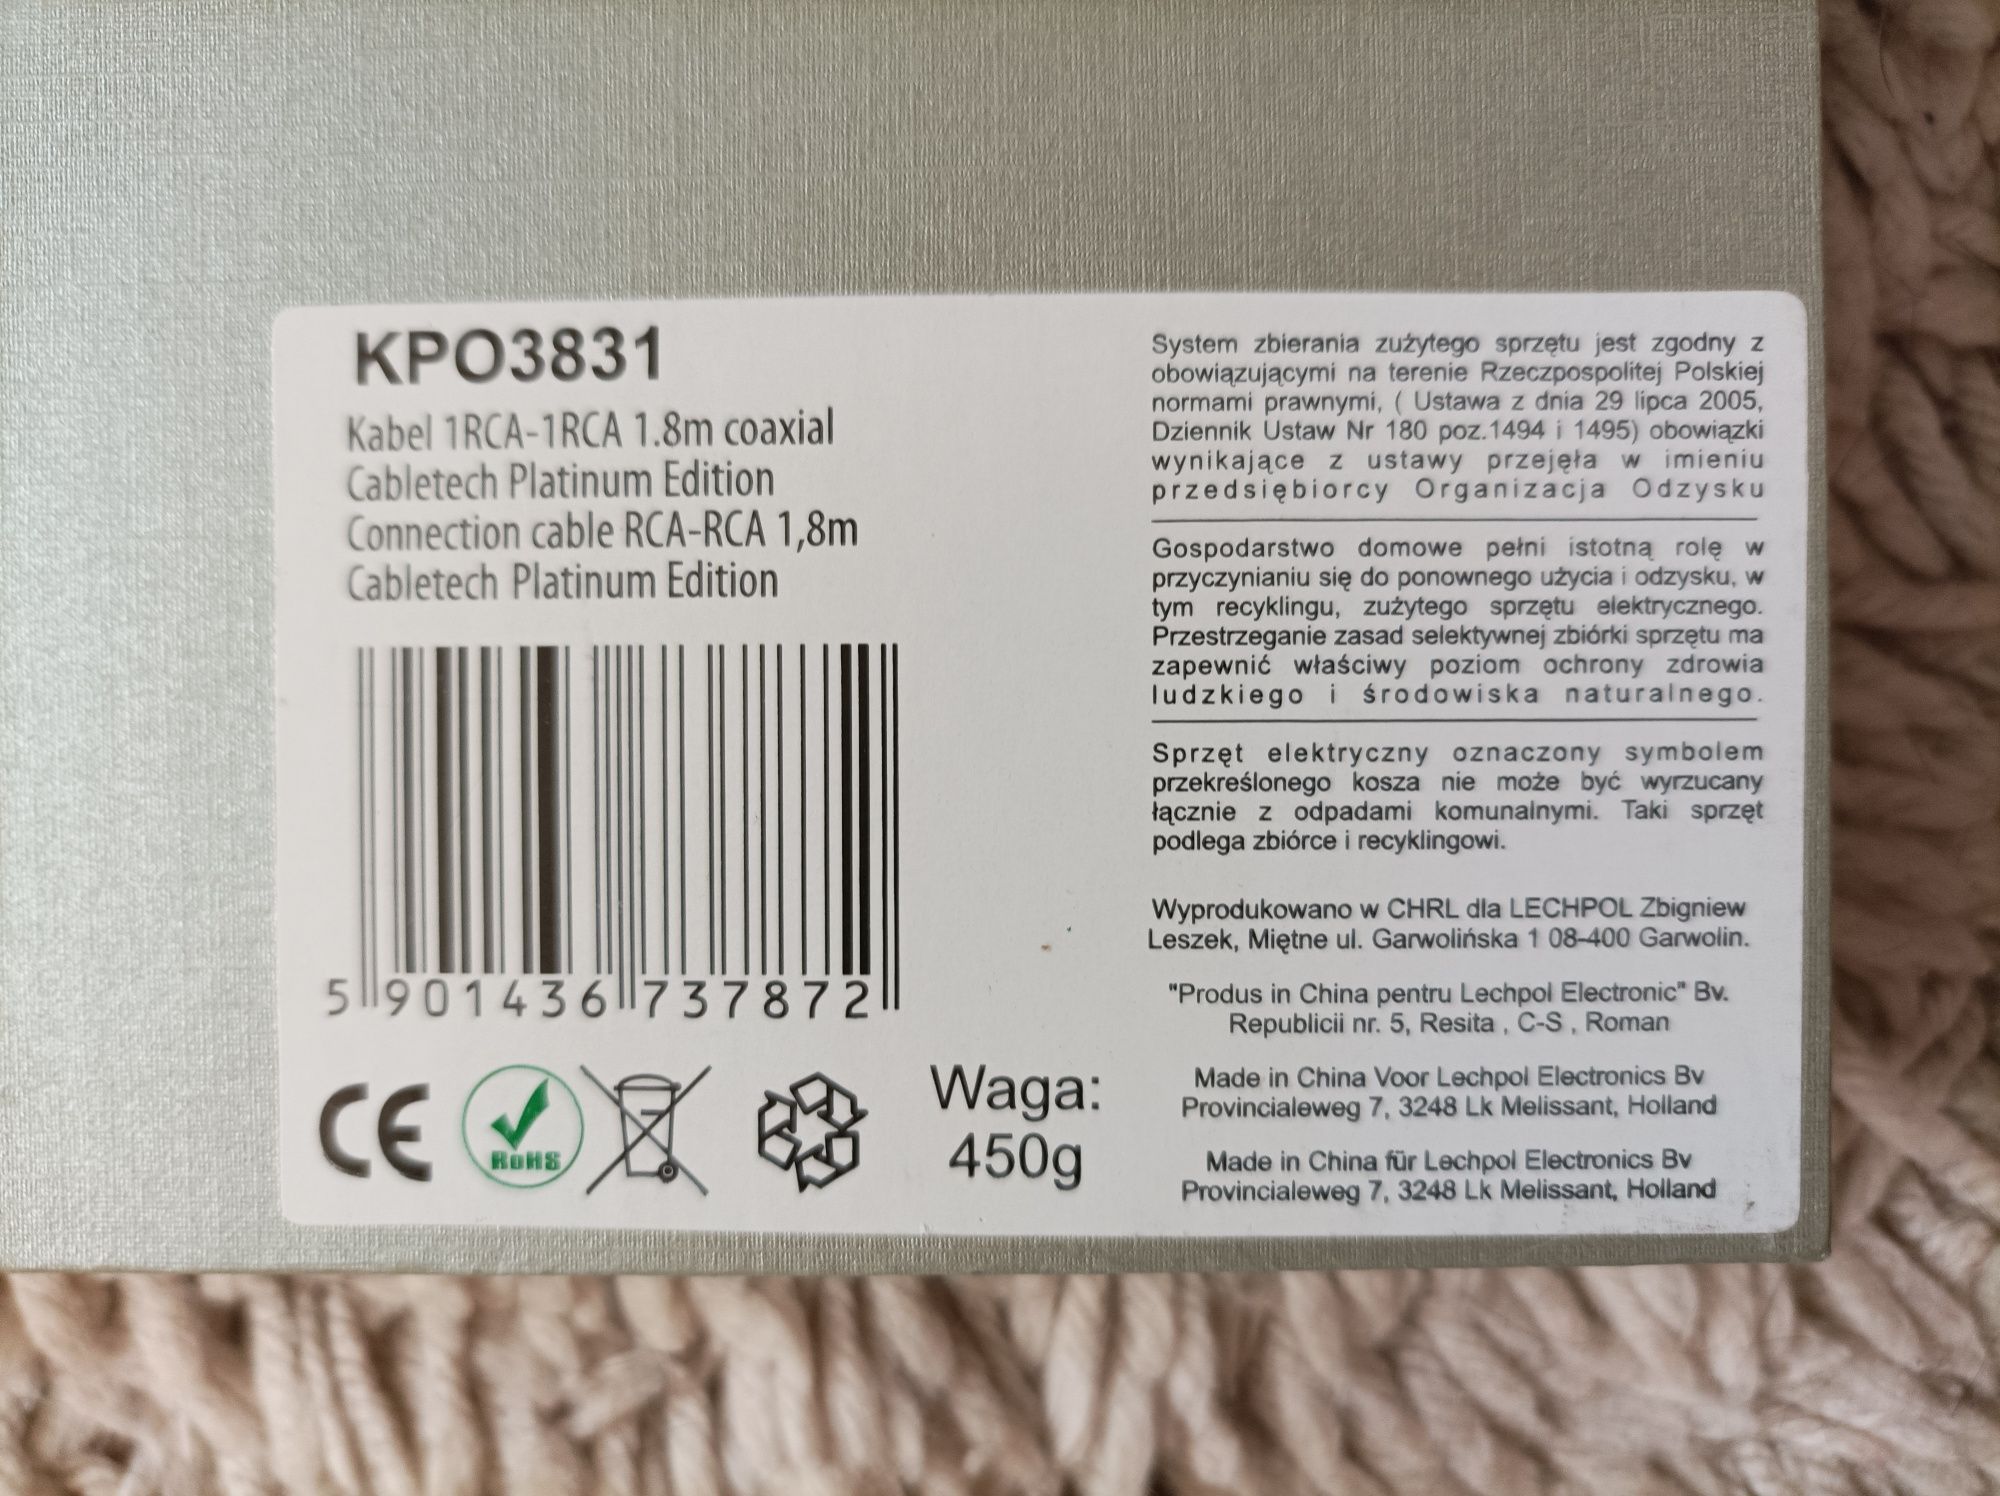 KPO3831
Kabel 1RCA-1RCA 1.8m coaxial
Cabletech Platinum Edition
Connection cable RCA-RCA 1,8m
Cabletech Platinum Edition
5 901436 737872
CE
RoHS
Waga:
450g
System zbierania zużytego sprzętu jest zgodny z
obowiązującymi na terenie Rzeczpospolitej Polskiej
normami prawnymi, ( Ustawa z dnia 29 lipca 2005,
Dziennik Ustaw Nr 180 poz.1494 i 1495) obowiązki
wynikające z ustawy przejęła w imieniu
przedsiębiorcy Organizacja Odzysku
Gospodarstwo domowe pełni istotną rolę w
przyczynianiu się do ponownego użycia i odzysku, w
tym recyklingu, zużytego sprzętu elektrycznego.
Przestrzeganie zasad selektywnej zbiórki sprzętu ma
zapewnić właściwy poziom ochrony zdrowia
ludzkiego i środowiska naturalnego.
Sprzęt elektryczny oznaczony symbolem
przekreślonego kosza nie może być wyrzucany
łącznie z odpadami komunalnymi. Taki sprzęt
podlega zbiórce i recyklingowi.
Wyprodukowano w CHRL dla LECHPOL Zbigniew
Leszek, Miętne ul. Garwolińska 1 08-400 Garwolin.
"Produs in China pentru Lechpol Electronic" Bv.
Republicii nr. 5, Resita , C-S , Roman
Made in China Voor Lechpol Electronics Bv
Provincialeweg 7, 3248 Lk Melissant, Holland
Made in China für Lechpol Electronics Bv
Provincialeweg 7, 3248 Lk Melissant, Holland